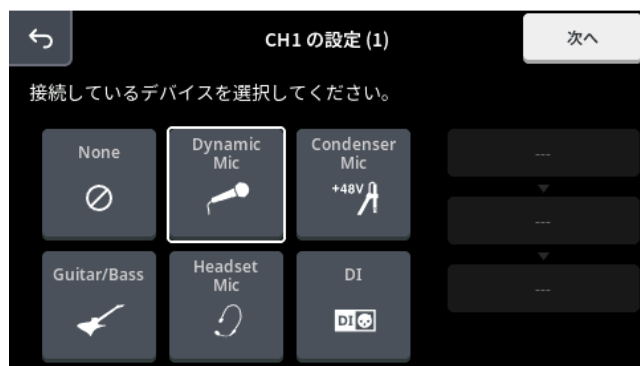 CH1 の設定 (1)
次へ
接続しているデバイスを選択してください。
None
Dynamic
Mic
Condenser
Mic
+48V
---
---
---
Guitar/Bass
Headset
Mic
DI
DI